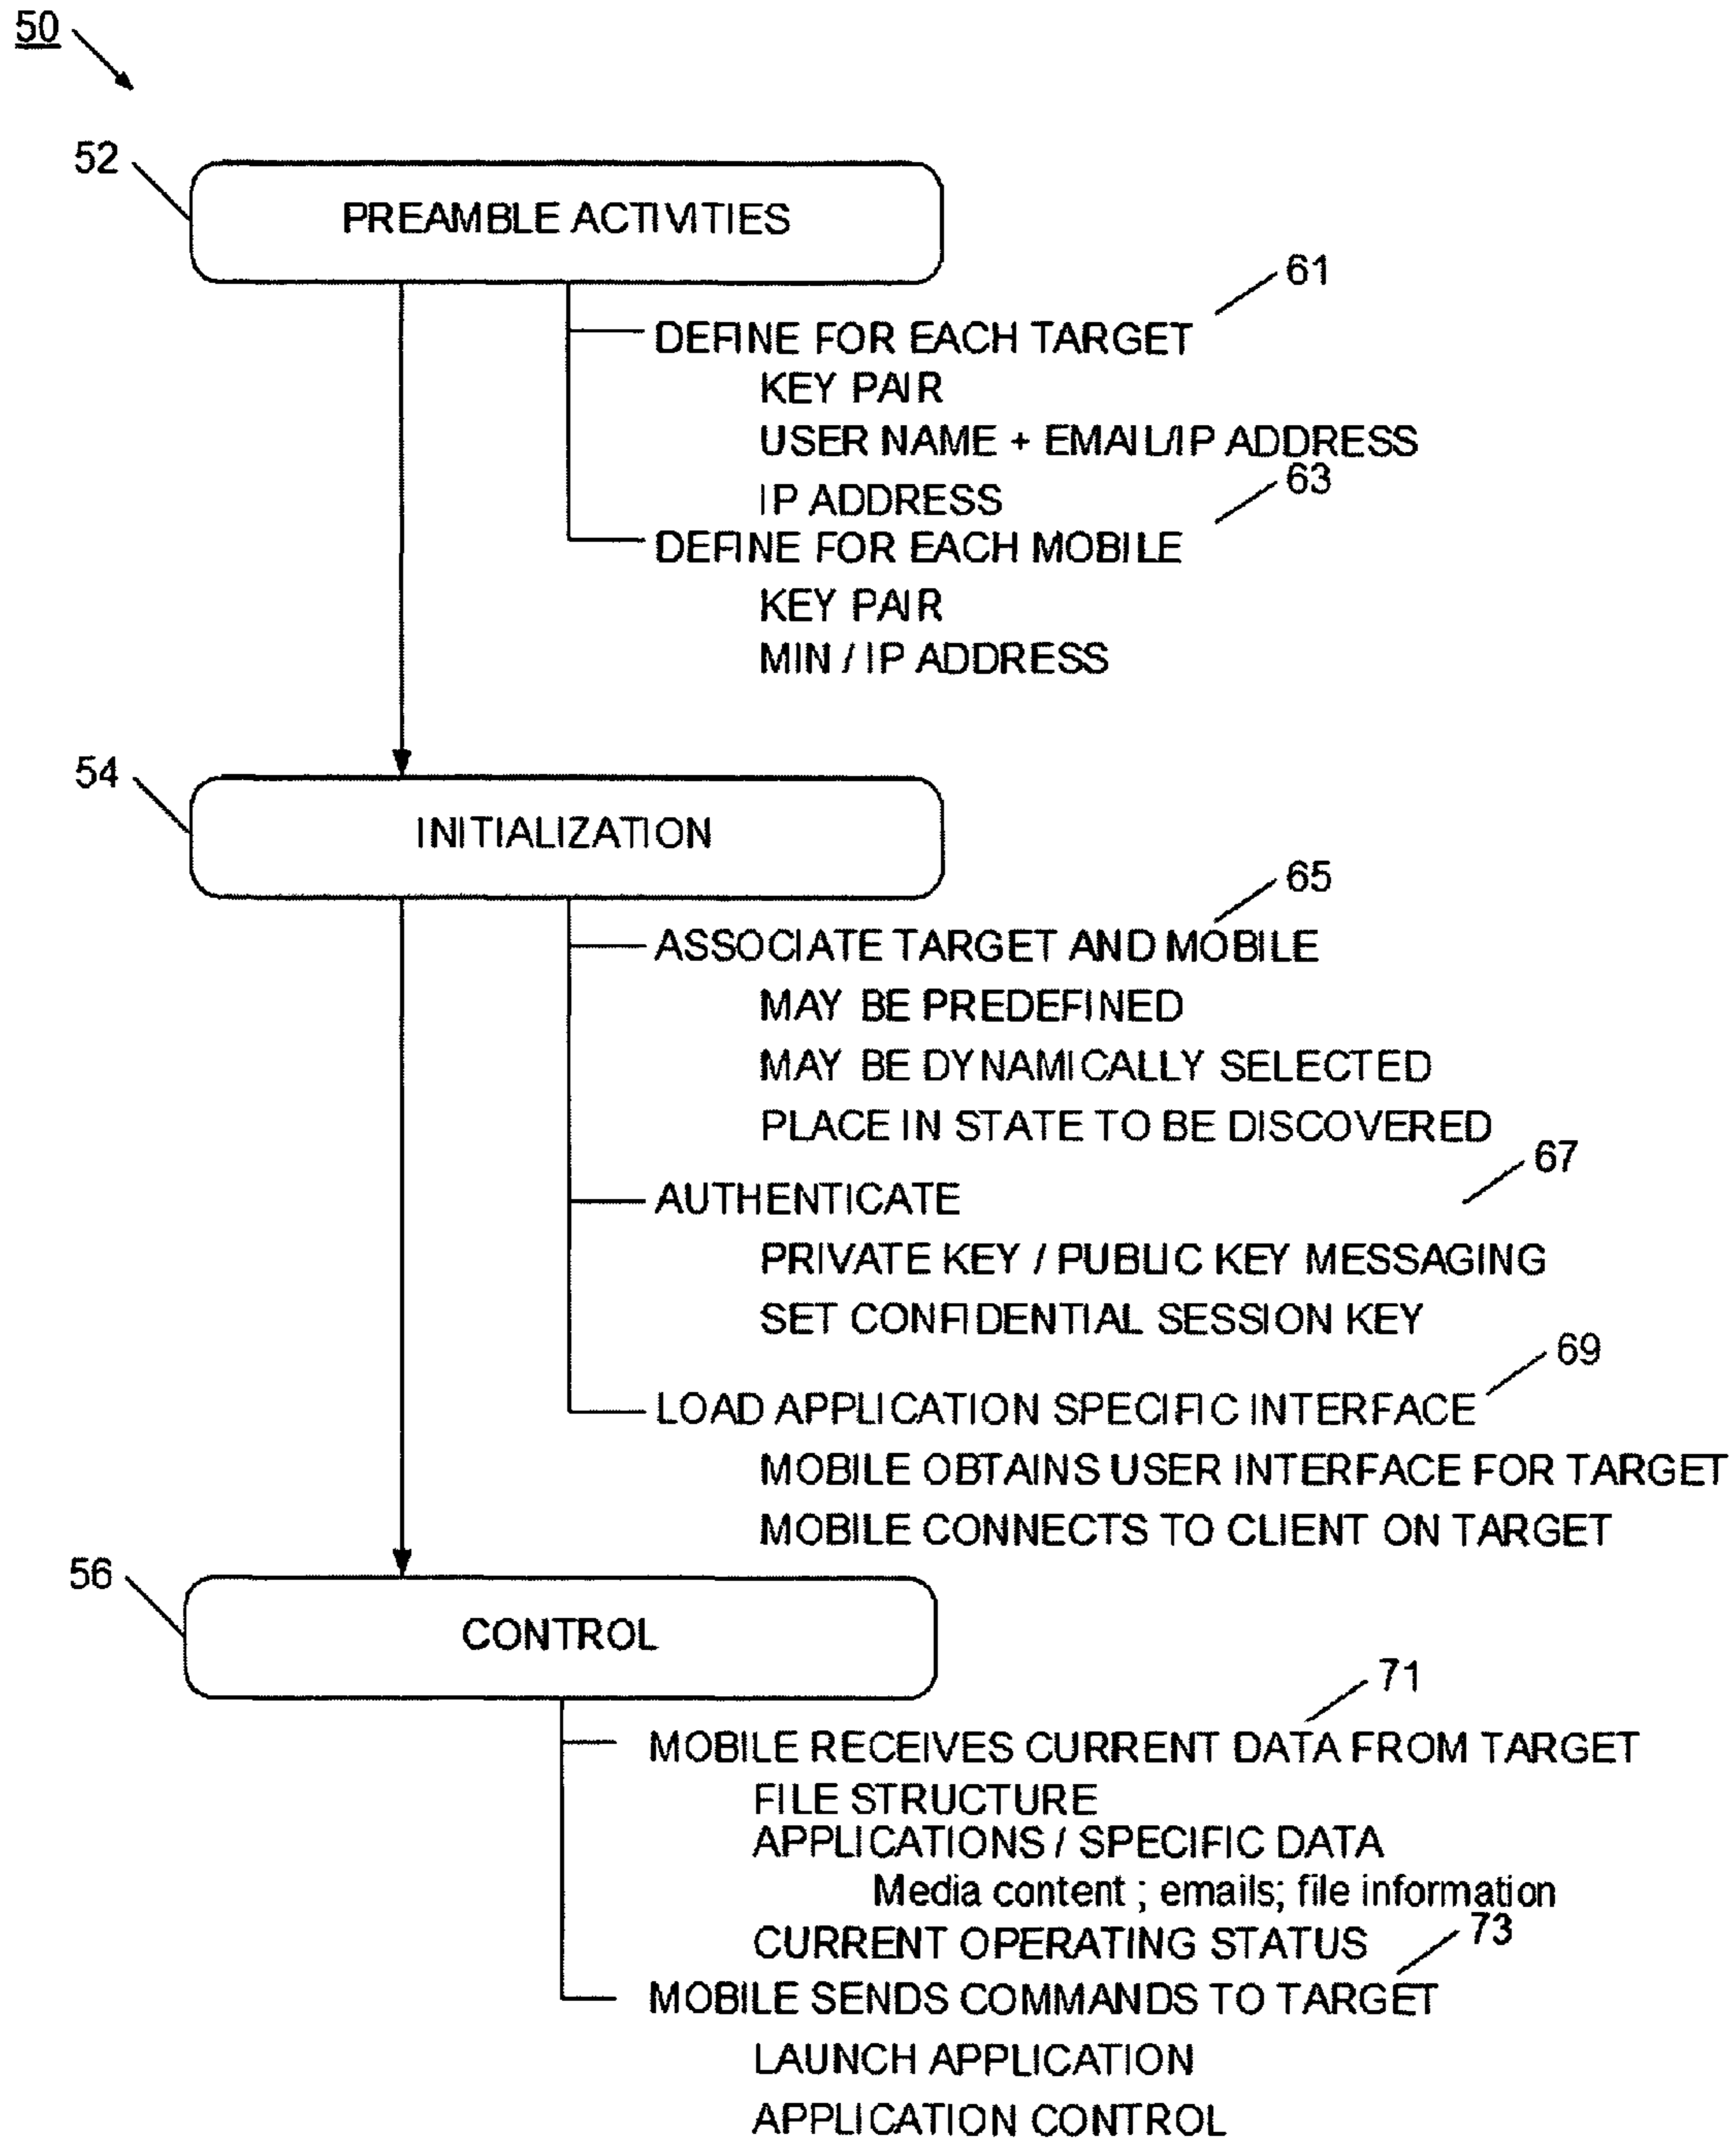 50
52
PREAMBLE ACTIVITIES
61
DEFINE FOR EACH TARGET
KEY PAIR
USER NAME + EMAIL/IP ADDRESS
63
IP ADDRESS
DEFINE FOR EACH MOBILE
KEY PAIR
MIN / IP ADDRESS
54
INITIALIZATION
65
ASSOCIATE TARGET AND MOBILE
MAY BE PREDEFINED
MAY BE DYNAMICALLY SELECTED
PLACE IN STATE TO BE DISCOVERED
67
AUTHENTICATE
PRIVATE KEY / PUBLIC KEY MESSAGING
SET CONFIDENTIAL SESSION KEY
69
LOAD APPLICATION SPECIFIC INTERFACE
MOBILE OBTAINS USER INTERFACE FOR TARGET
MOBILE CONNECTS TO CLIENT ON TARGET
56
CONTROL
71
MOBILE RECEIVES CURRENT DATA FROM TARGET
FILE STRUCTURE
APPLICATIONS / SPECIFIC DATA
Media content ; emails; file information
73
CURRENT OPERATING STATUS
MOBILE SENDS COMMANDS TO TARGET
LAUNCH APPLICATION
APPLICATION CONTROL